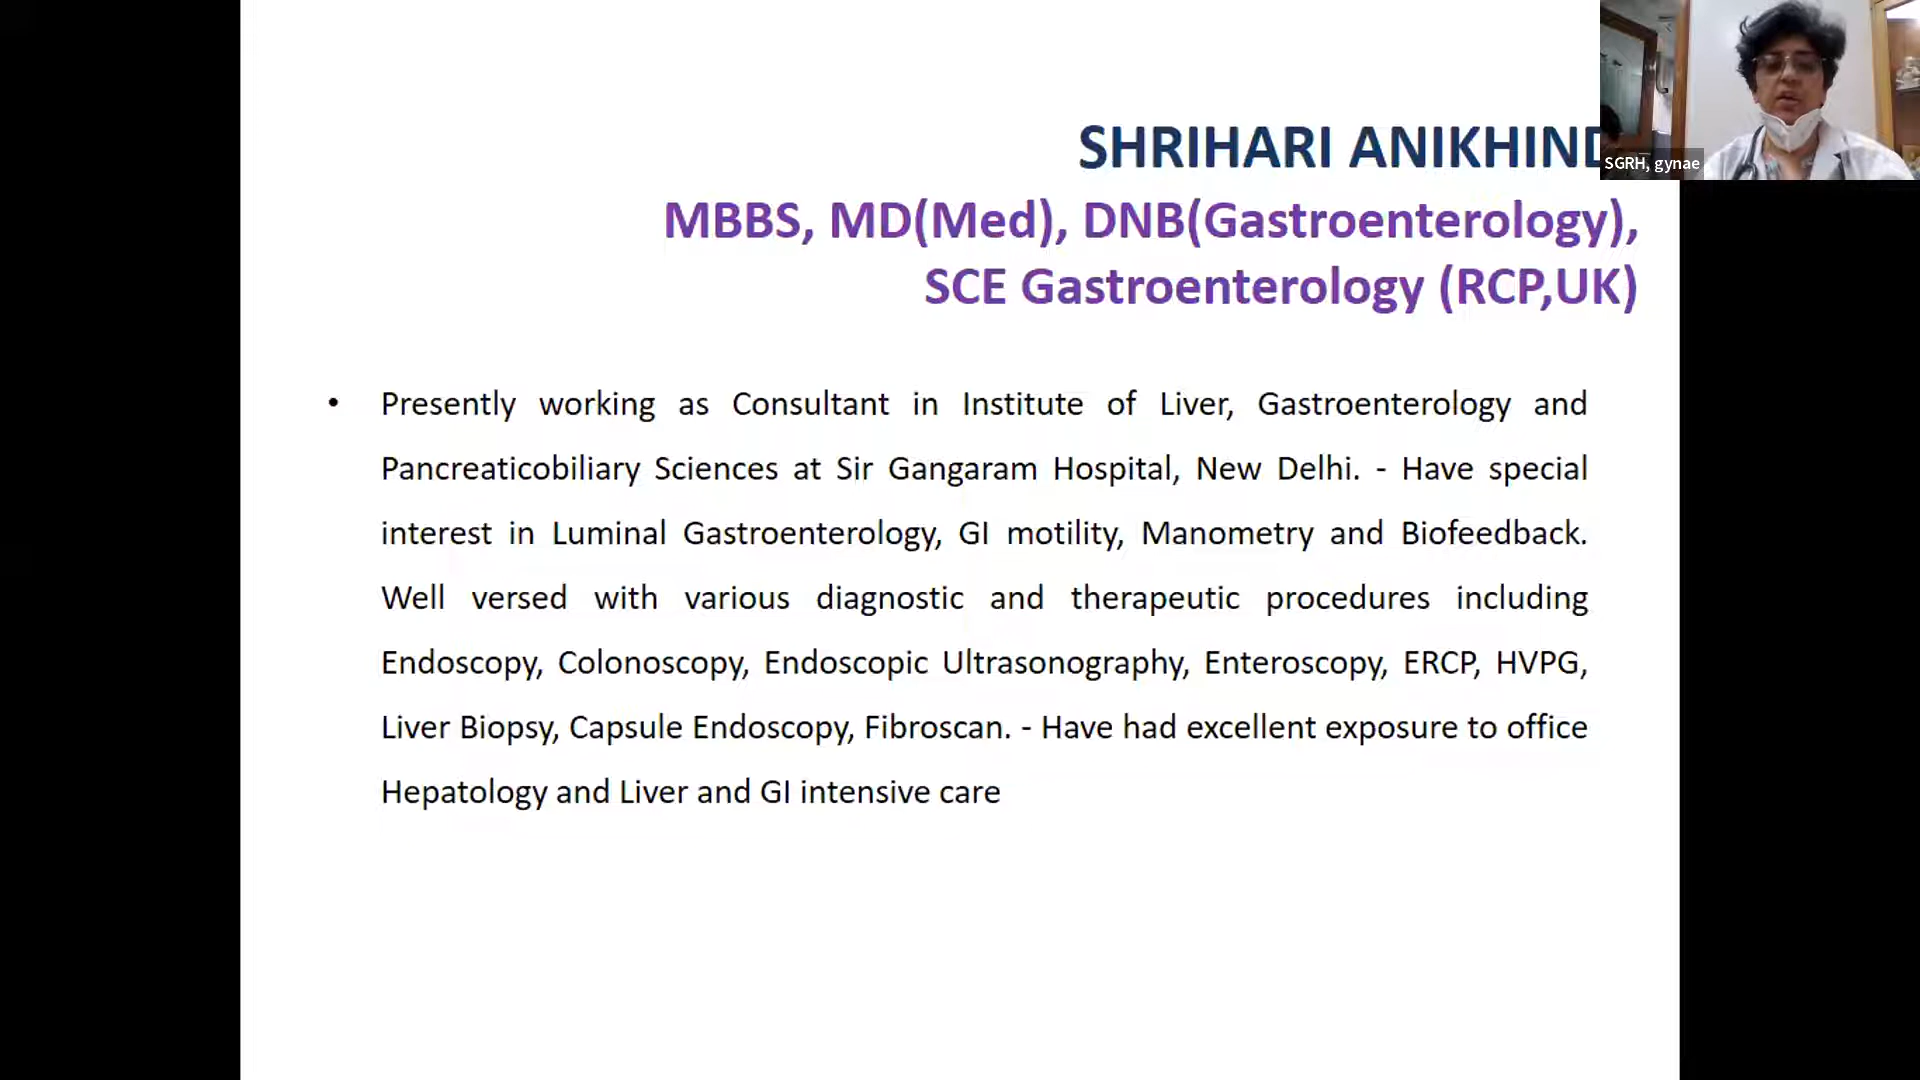 SHRIHARI ANIKHIND
MBBS, MD(Med), DNB(Gastroenterology),
SCE Gastroenterology (RCP,UK)
• Presently working as Consultant in Institute of Liver, Gastroenterology and
Pancreaticobiliary Sciences at Sir Gangaram Hospital, New Delhi. - Have special
interest in Luminal Gastroenterology, GI motility, Manometry and Biofeedback.
Well versed with various diagnostic and therapeutic procedures including
Endoscopy, Colonoscopy, Endoscopic Ultrasonography, Enteroscopy, ERCP, HVPG,
Liver Biopsy, Capsule Endoscopy, Fibroscan. - Have had excellent exposure to office
Hepatology and Liver and GI intensive care
SGRH, gynae